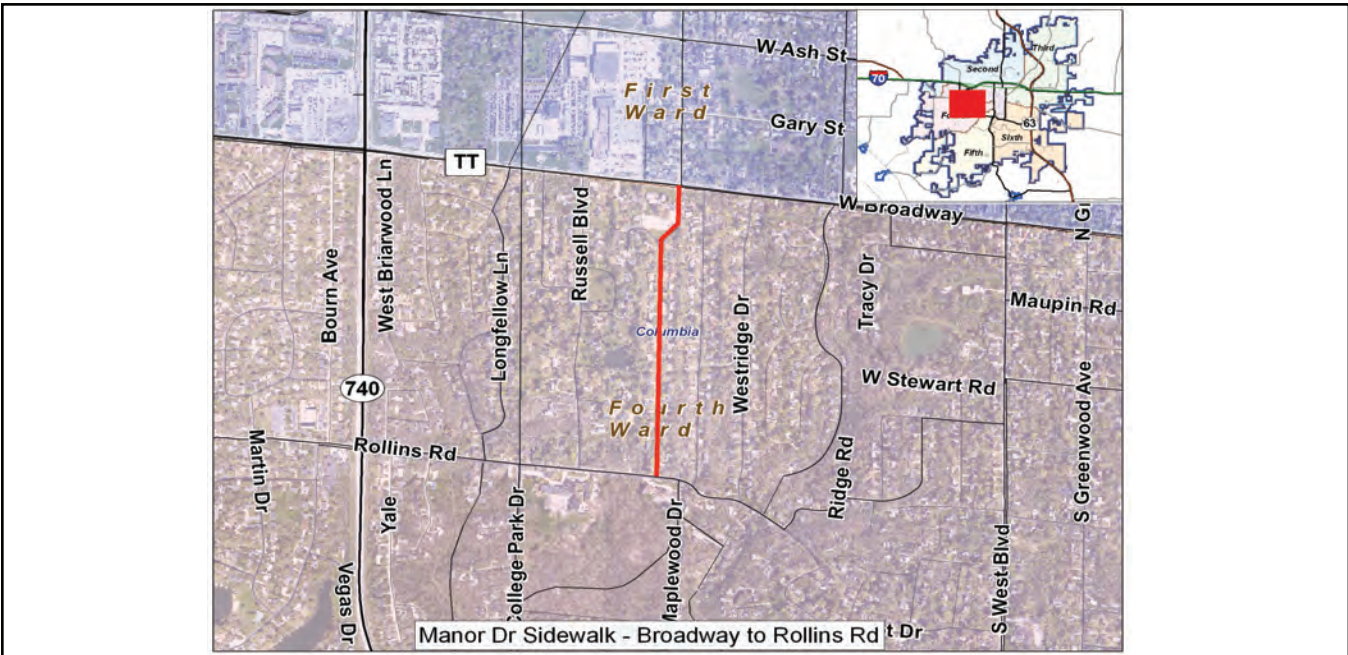 W Ash St
First
Ward
Gary St
TT
W Broadway
Third
Second
70
63
Sixth
Fifth
Bourn Ave
West Briarwood Ln
Longfellow Ln
Russell Blvd
Columbia
Westridge Dr
Tracy Dr
Maupin Rd
W Stewart Rd
740
Fourth
Ward
Rollins Rd
Martin Dr
Yale
Vegas Dr
College Park Dr
Maplewood Dr
Ridge Rd
S West Blvd
S Greenwood Ave
Manor Dr Sidewalk - Broadway to Rollins Rd
Dr